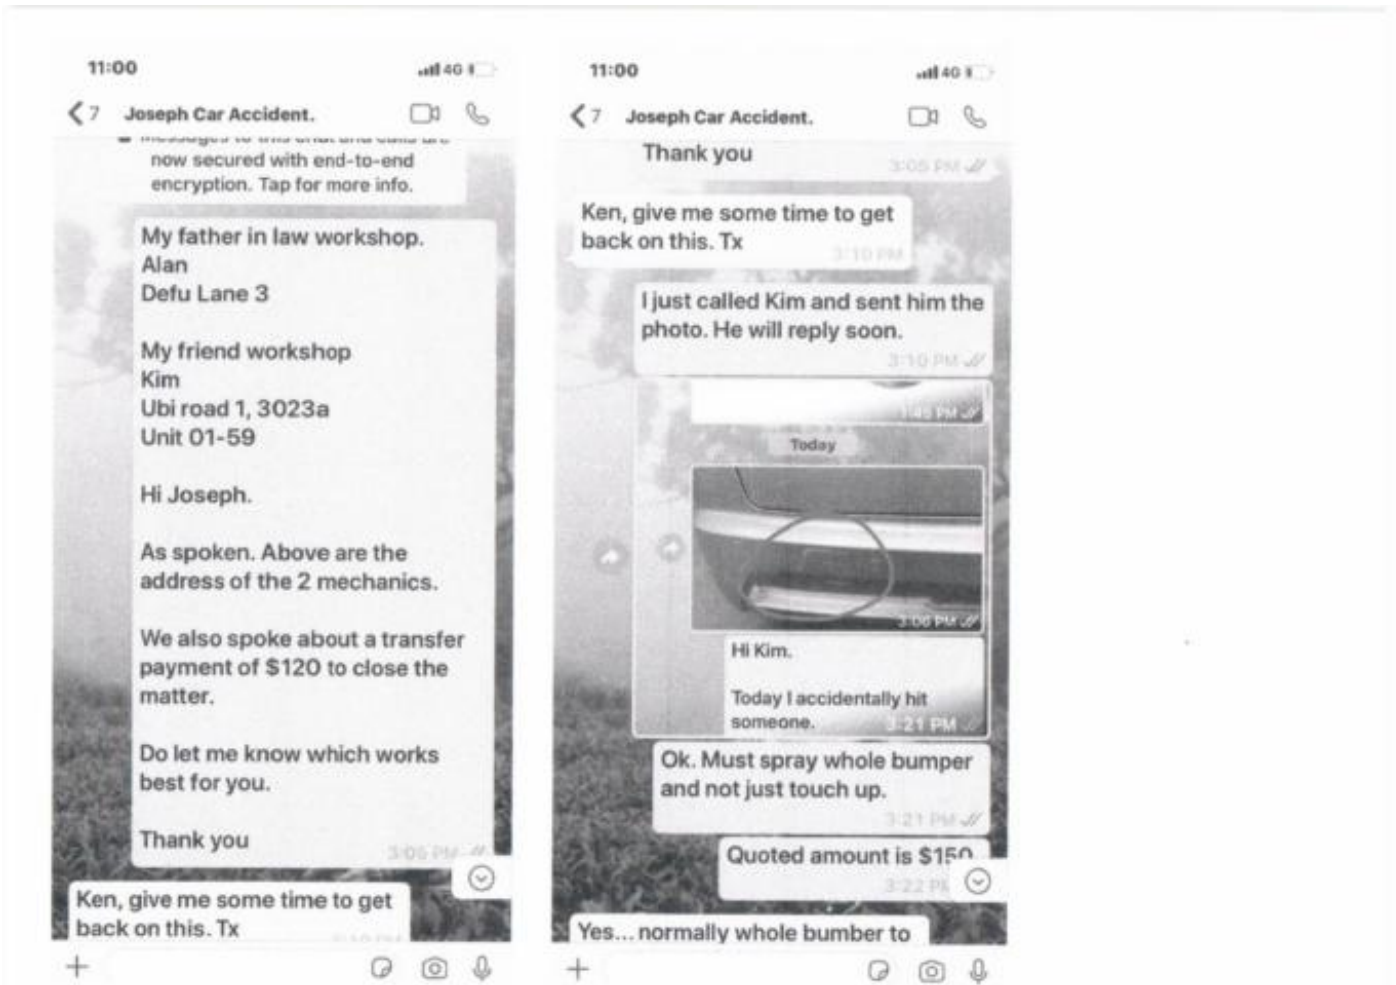 11:00
4G
7 Joseph Car Accident.
now secured with end-to-end
encryption. Tap for more info.
My father in law workshop.
Alan
Defu Lane 3
My friend workshop
Kim
Ubi road 1, 3023a
Unit 01-59
Hi Joseph.
As spoken. Above are the
address of the 2 mechanics.
We also spoke about a transfer
payment of $120 to close the
matter.
Do let me know which works
best for you.
Thank you
3:05 PM
Ken, give me some time to get
back on this. Tx
11:00
4G
7 Joseph Car Accident.
Thank you
3:05 PM
Ken, give me some time to get
back on this. Tx
3:10 PM
I just called Kim and sent him the
photo. He will reply soon.
3:10 PM
Today
3:06 PM
Hi Kim.
Today I accidentally hit
someone.
3:21 PM
Ok. Must spray whole bumper
and not just touch up.
3:21 PM
Quoted amount is $150
3:22 PM
Yes... normally whole bumber to